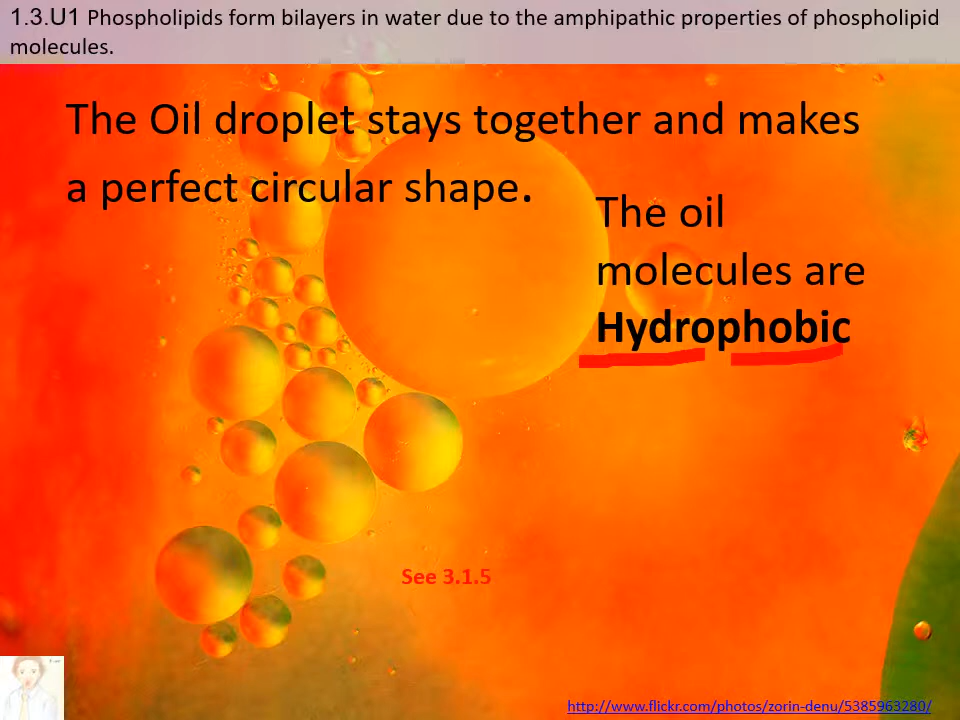 1.3.U1 Phospholipids form bilayers in water due to the amphipathic properties of phospholipid
molecules.
The Oil droplet stays together and makes
a perfect circular shape.
The oil
molecules are
Hydrophobic
See 3.1.5
http://www.flickr.com/photos/zorin-denu/5385963280/